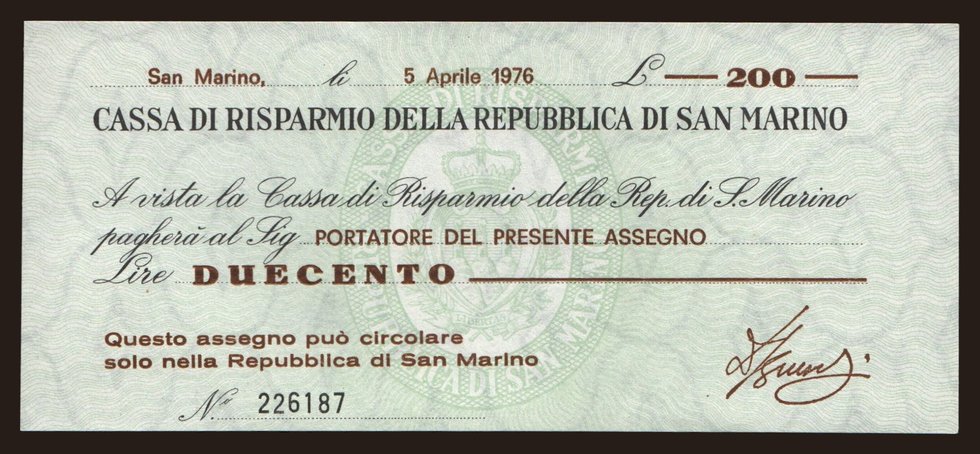 San Marino, li 5 Aprile 1976 £ 200
CASSA DI RISPARMIO DELLA REPUBBLICA DI SAN MARINO
A vista la Cassa di Risparmio della Rep. di S. Marino
pagherà al Sig PORTATORE DEL PRESENTE ASSEGNO
Lire DUECENTO
Questo assegno può circolare
solo nella Repubblica di San Marino
No 226187